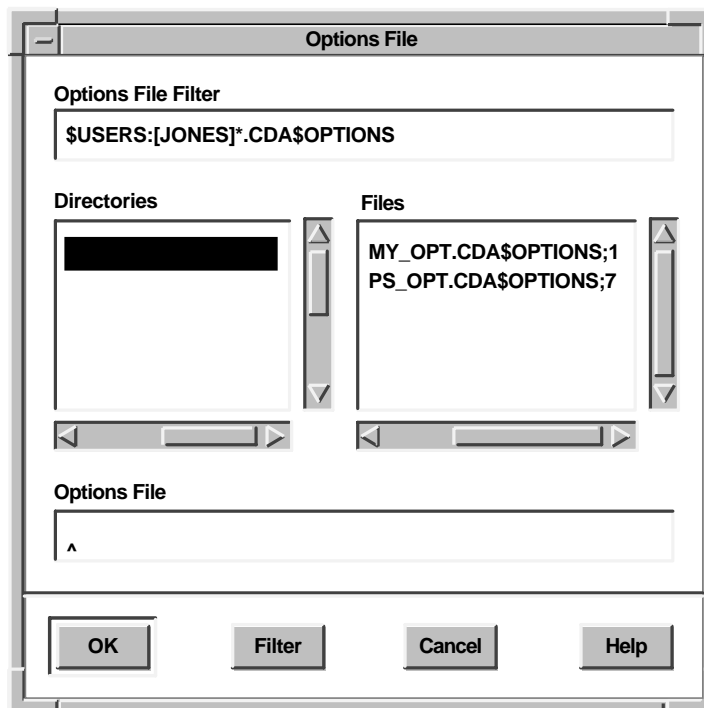 Options File
Options File Filter
$USERS:[JONES]*.CDA$OPTIONS
Directories
Files
MY_OPT.CDA$OPTIONS;1
PS_OPT.CDA$OPTIONS;7
Options File
^
OK
Filter
Cancel
Help